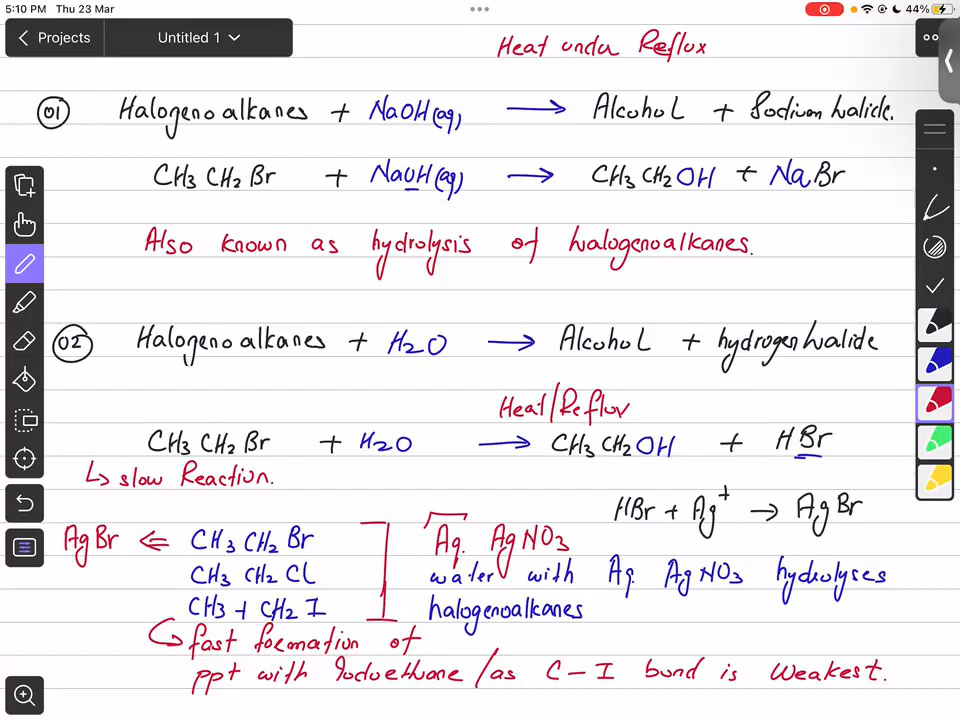 5:10 PM Thu 23 Mar
44%
Projects
Untitled 1
Heat under Reflux
01 Halogenoalkanes + NaOH(aq) → Alcohol + Sodium halide.
CH3 CH2 Br + NaOH(aq) → CH3 CH2 OH + NaBr
Also known as hydrolysis of halogenoalkanes.
02 Halogenoalkanes + H2O → Alcohol + hydrogen halide
Heat/Reflux
CH3 CH2 Br + H2O → CH3 CH2 OH + HBr
↳ slow Reaction.
HBr + Ag+ → AgBr
AgBr ⇐ CH3 CH2 Br Aq. AgNO3
CH3 CH2 Cl water with Aq AgNO3 hydrolyses
CH3 + CH2 I halogenoalkanes
↳ fast formation of
ppt with Iodoethane / as C – I bond is weakest.